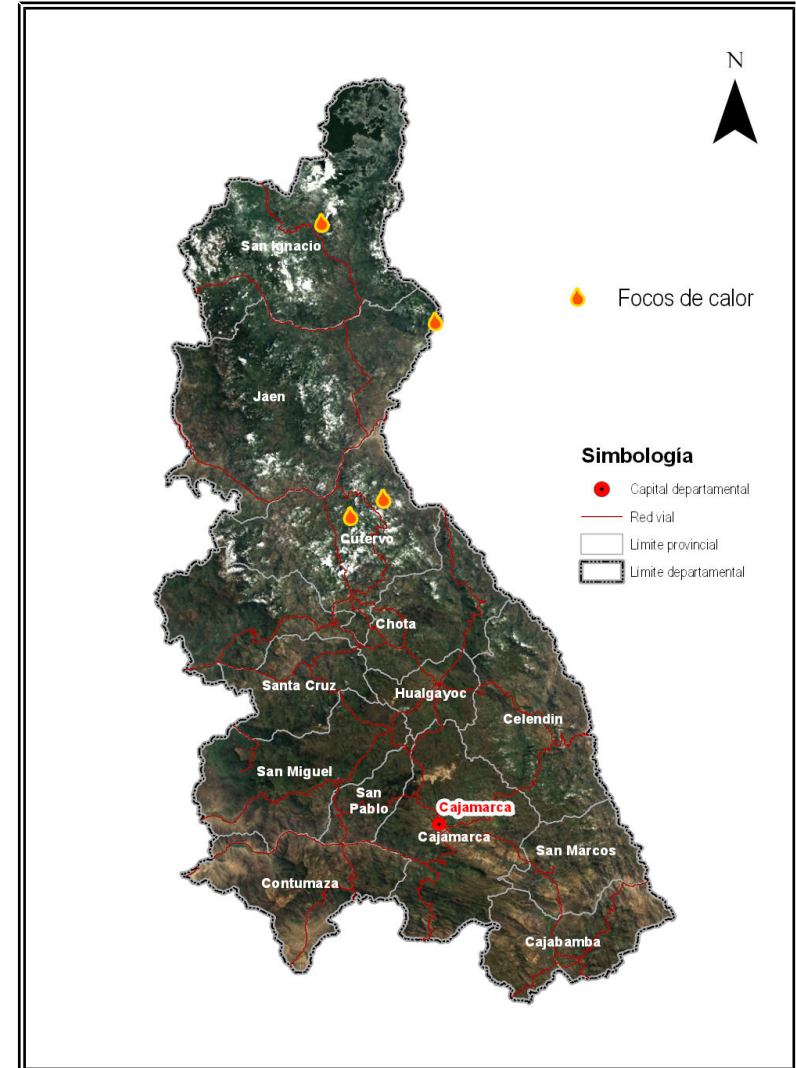 N
San Ignacio
Focos de calor
Jaen
Simbología
Capital departamental
Red vial
Límite provincial
Límite departamental
Cutervo
Chota
Santa Cruz
Hualgayoc
Celendin
San Miguel
San
Pablo
Cajamarca
Cajamarca
San Marcos
Contumaza
Cajabamba